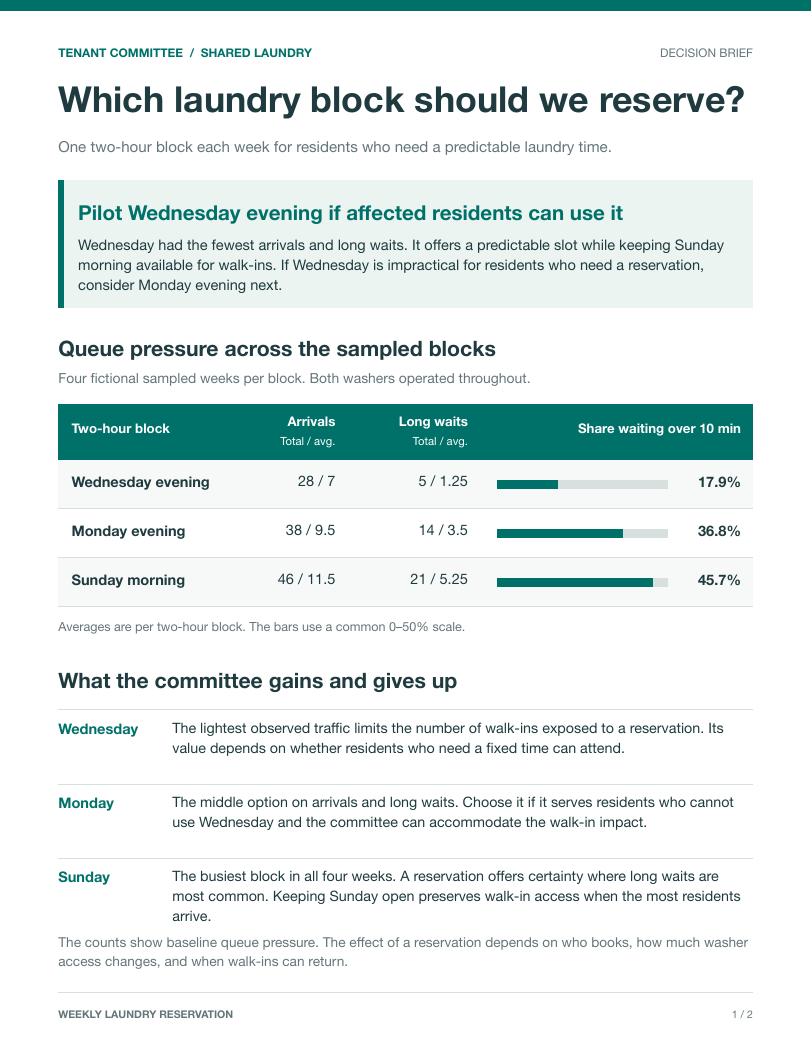 TENANT COMMITTEE / SHARED LAUNDRY
DECISION BRIEF
Which laundry block should we reserve?
One two-hour block each week for residents who need a predictable laundry time.
Pilot Wednesday evening if affected residents can use it
Wednesday had the fewest arrivals and long waits. It offers a predictable slot while keeping Sunday
morning available for walk-ins. If Wednesday is impractical for residents who need a reservation,
consider Monday evening next.
Queue pressure across the sampled blocks
Four fictional sampled weeks per block. Both washers operated throughout.
Two-hour block Arrivals Total / avg. Long waits Total / avg. Share waiting over 10 min
Wednesday evening 28 / 7 5 / 1.25 17.9%
Monday evening 38 / 9.5 14 / 3.5 36.8%
Sunday morning 46 / 11.5 21 / 5.25 45.7%
Averages are per two-hour block. The bars use a common 0–50% scale.
What the committee gains and gives up
Wednesday The lightest observed traffic limits the number of walk-ins exposed to a reservation. Its
value depends on whether residents who need a fixed time can attend.
Monday The middle option on arrivals and long waits. Choose it if it serves residents who cannot
use Wednesday and the committee can accommodate the walk-in impact.
Sunday The busiest block in all four weeks. A reservation offers certainty where long waits are
most common. Keeping Sunday open preserves walk-in access when the most residents
arrive.
The counts show baseline queue pressure. The effect of a reservation depends on who books, how much washer
access changes, and when walk-ins can return.
WEEKLY LAUNDRY RESERVATION
1 / 2